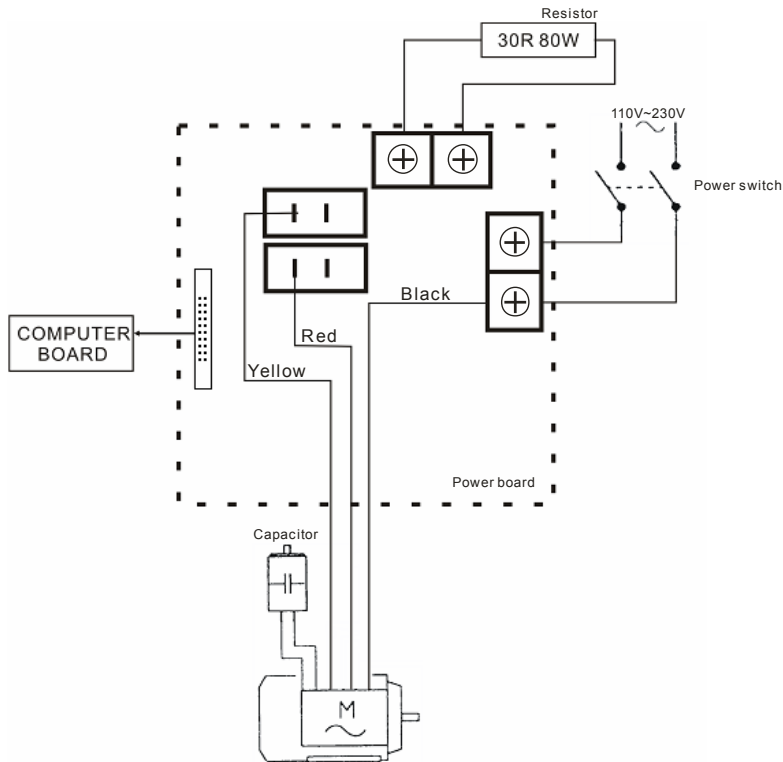 Resistor
30R 80W
110V~230V
Power switch
Black
Red
COMPUTER
BOARD
Yellow
Power board
Capacitor
M